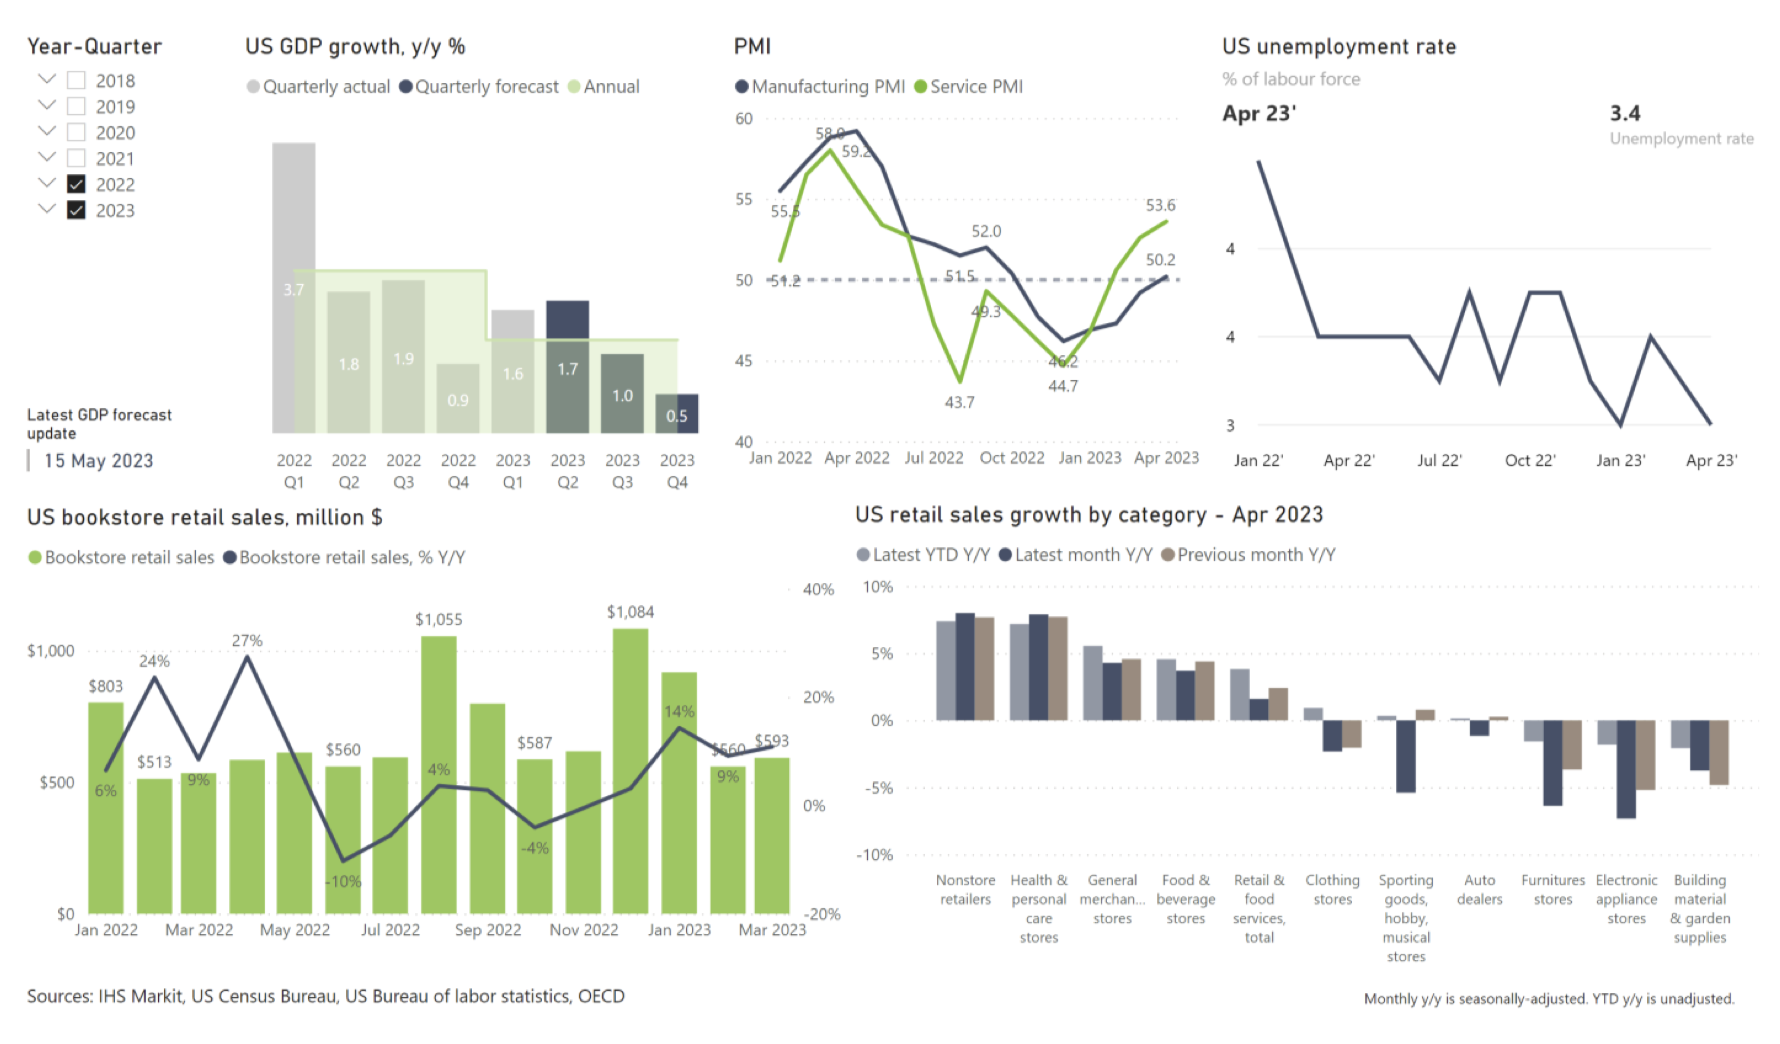 Year-Quarter
2018
2019
2020
2021
2022
2023
Latest GDP forecast
update
15 May 2023
US GDP growth, y/y %
Quarterly actual Quarterly forecast Annual
3.7 1.8 1.9 0.9 1.6 1.7 1.0 0.5
2022 2022 2022 2022 2023 2023 2023 2023
Q1 Q2 Q3 Q4 Q1 Q2 Q3 Q4
PMI
Manufacturing PMI Service PMI
60
55
50
45
40
58.9
59.2
55.5
51.2
52.0
51.5
49.3
43.7
46.2
44.7
53.6
50.2
Jan 2022 Apr 2022 Jul 2022 Oct 2022 Jan 2023 Apr 2023
US unemployment rate
% of labour force
Apr 23' 3.4
Unemployment rate
4
4
3
Jan 22' Apr 22' Jul 22' Oct 22' Jan 23' Apr 23'
US bookstore retail sales, million $
Bookstore retail sales Bookstore retail sales, % Y/Y
$1,000
$500
$0
40%
20%
0%
-20%
$803
$513
$560
$1,055
$587
$1,084
$560
$593
6%
24%
9%
27%
-10%
4%
-4%
14%
9%
Jan 2022 Mar 2022 May 2022 Jul 2022 Sep 2022 Nov 2022 Jan 2023 Mar 2023
US retail sales growth by category - Apr 2023
Latest YTD Y/Y Latest month Y/Y Previous month Y/Y
10%
5%
0%
-5%
-10%
Nonstore
retailers
Health &
personal
care
stores
General
merchan...
stores
Food &
beverage
stores
Retail &
food
services,
total
Clothing
stores
Sporting
goods,
hobby,
musical
stores
Auto
dealers
Furnitures
stores
Electronic
appliance
stores
Building
material
& garden
supplies
Sources: IHS Markit, US Census Bureau, US Bureau of labor statistics, OECD
Monthly y/y is seasonally-adjusted. YTD y/y is unadjusted.